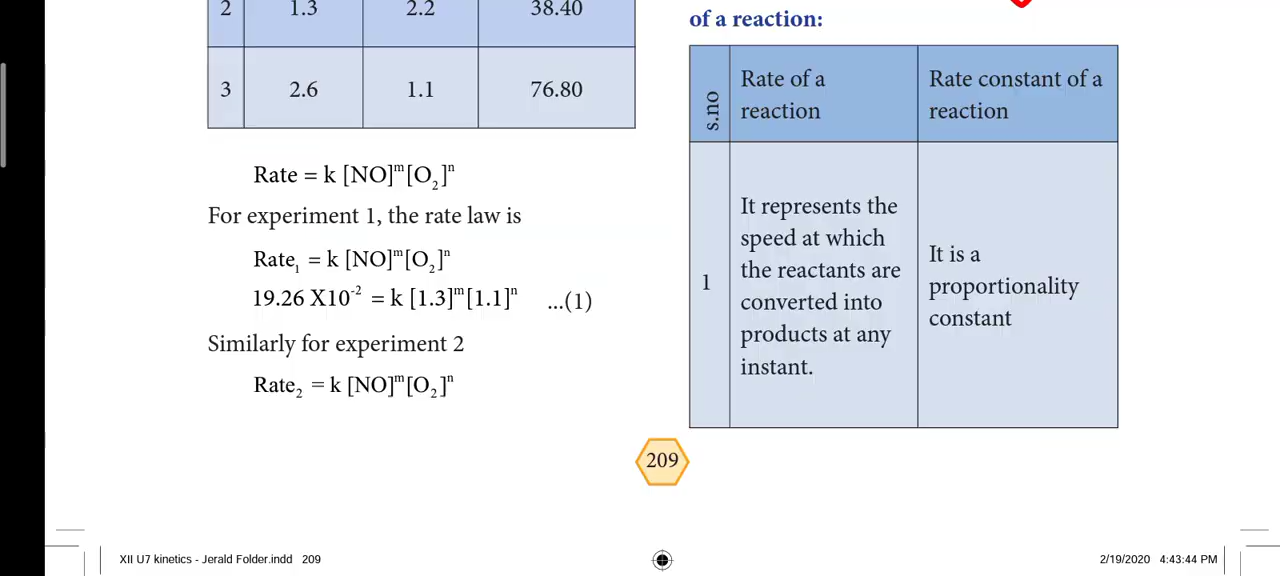 2 1.3 2.2 38.40
3 2.6 1.1 76.80
Rate = k [NO]ᵐ[O₂]ⁿ
For experiment 1, the rate law is
Rate₁ = k [NO]ᵐ[O₂]ⁿ
19.26 X10⁻² = k [1.3]ᵐ[1.1]ⁿ ...(1)
Similarly for experiment 2
Rate₂ = k [NO]ᵐ[O₂]ⁿ
of a reaction:
s.no
Rate of a
reaction
Rate constant of a
reaction
1
It represents the
speed at which
the reactants are
converted into
products at any
instant.
It is a
proportionality
constant
209
XII U7 kinetics - Jerald Folder.indd 209
2/19/2020 4:43:44 PM